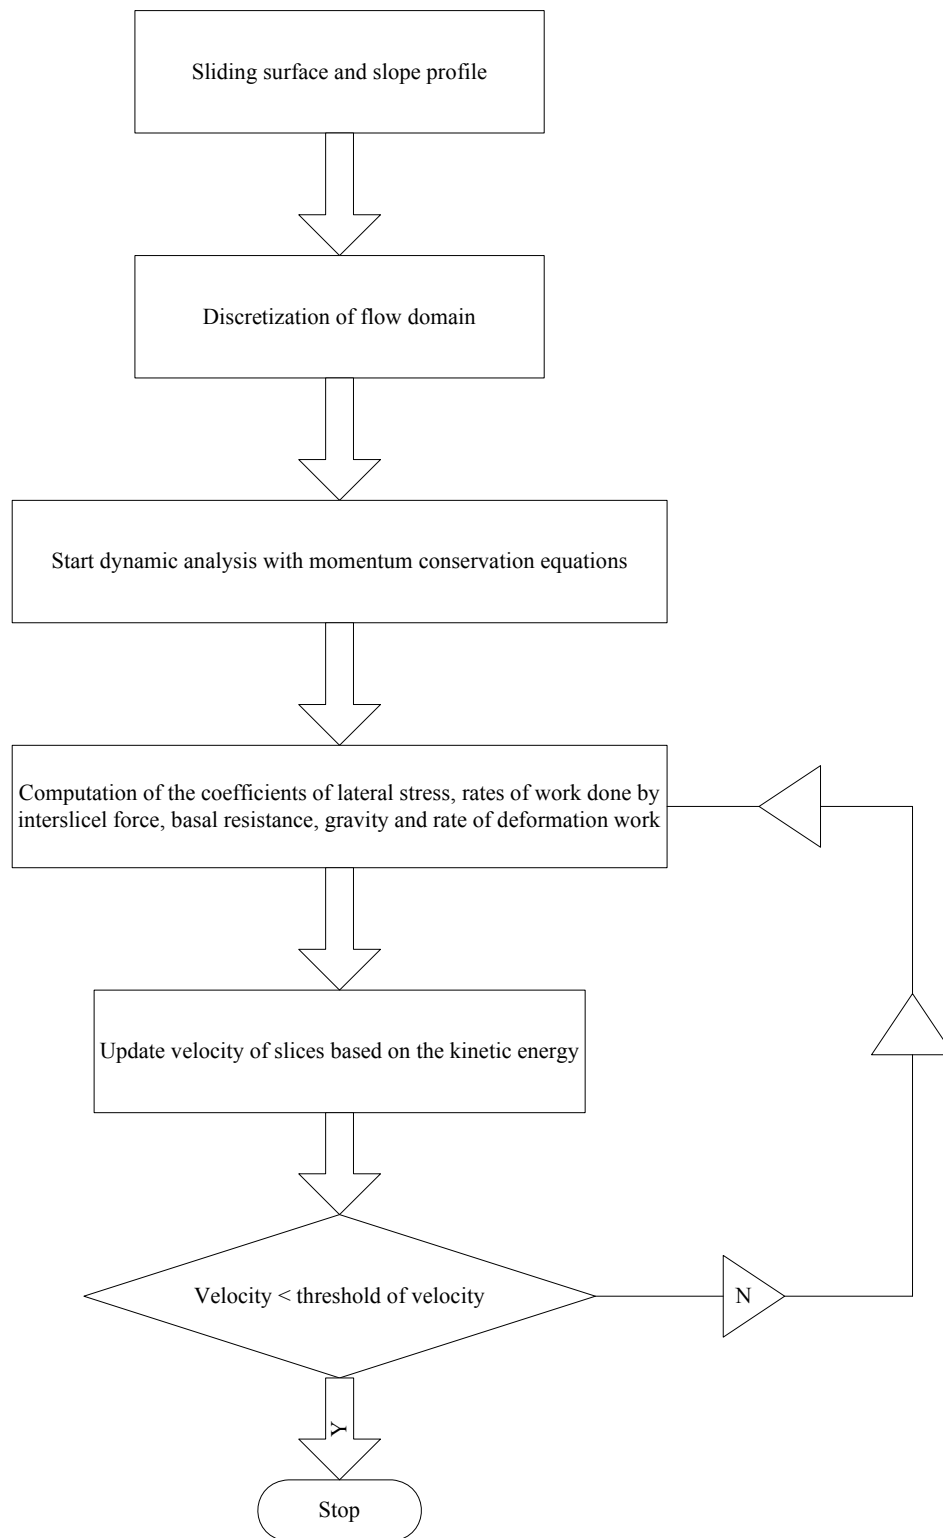 Sliding surface and slope profile
Discretization of flow domain
Start dynamic analysis with momentum conservation equations
Computation of the coefficients of lateral stress, rates of work done by
interslicel force, basal resistance, gravity and rate of deformation work
Update velocity of slices based on the kinetic energy
Velocity < threshold of velocity
N
Y
Stop